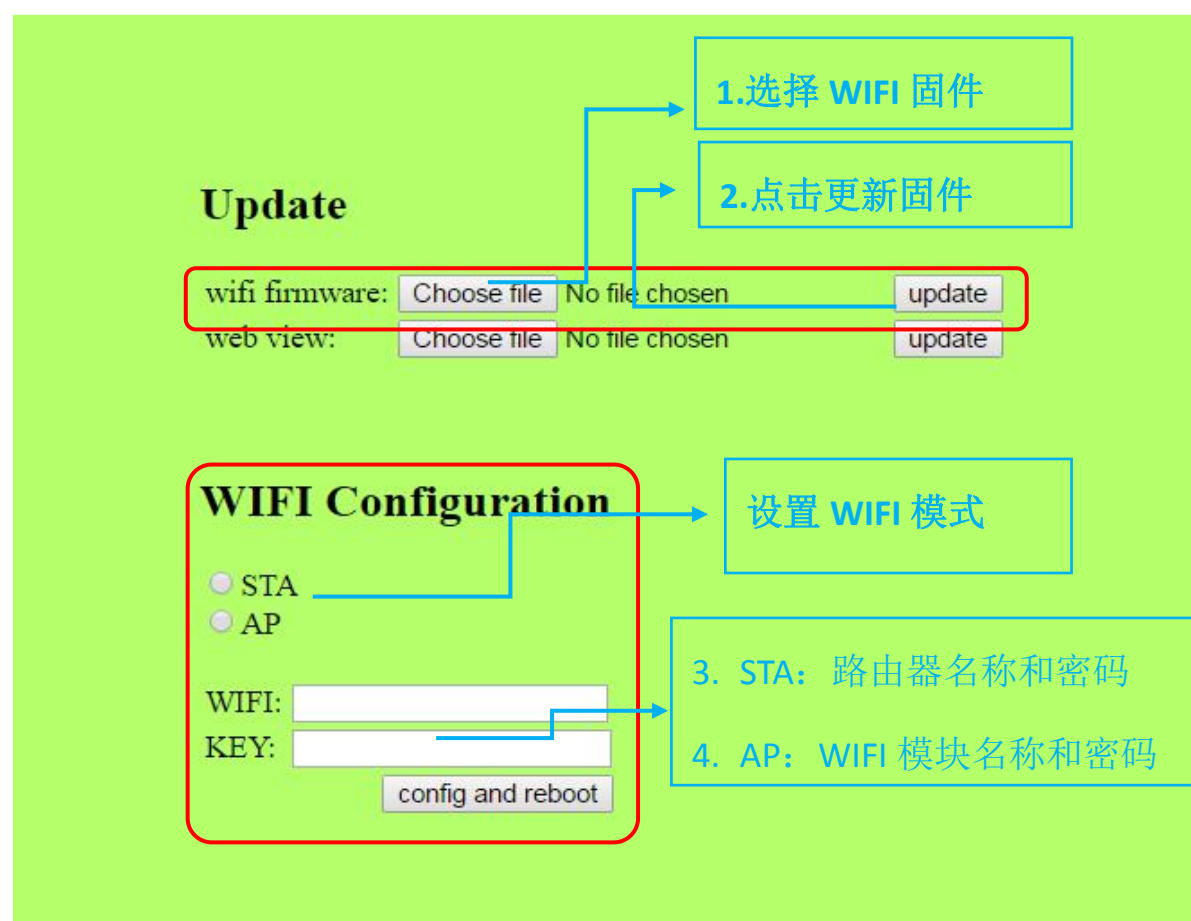 1.选择 WIFI 固件
2.点击更新固件
Update
wifi firmware: Choose file No file chosen update
web view: Choose file No file chosen update
WIFI Configuration
设置 WIFI 模式
STA
AP
3. STA：路由器名称和密码
WIFI:
KEY:
4. AP：WIFI 模块名称和密码
config and reboot